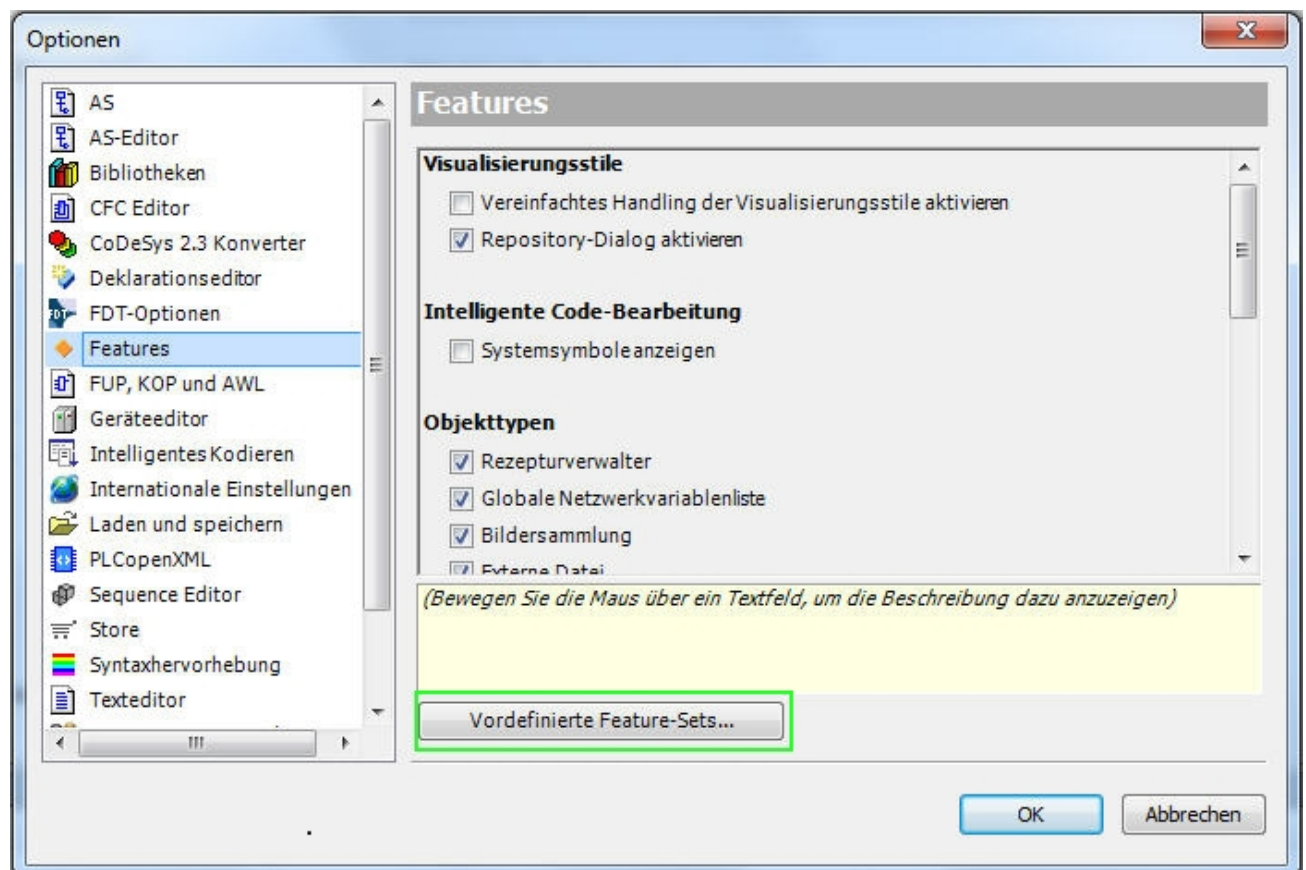 Optionen
AS
AS-Editor
Bibliotheken
CFC Editor
CoDeSys 2.3 Konverter
Deklarationseditor
FDT-Optionen
Features
FUP, KOP und AWL
Geräteeditor
Intelligentes Kodieren
Internationale Einstellungen
Laden und speichern
PLCopenXML
Sequence Editor
Store
Syntaxhervorhebung
Texteditor
Features
Visualisierungsstile
Vereinfachtes Handling der Visualisierungsstile aktivieren
Repository-Dialog aktivieren
Intelligente Code-Bearbeitung
Systemsymbole anzeigen
Objekttypen
Rezepturverwalter
Globale Netzwerkvariablenliste
Bildersammlung
Externe Datei
(Bewegen Sie die Maus über ein Textfeld, um die Beschreibung dazu anzuzeigen)
Vordefinierte Feature-Sets...
OK
Abbrechen